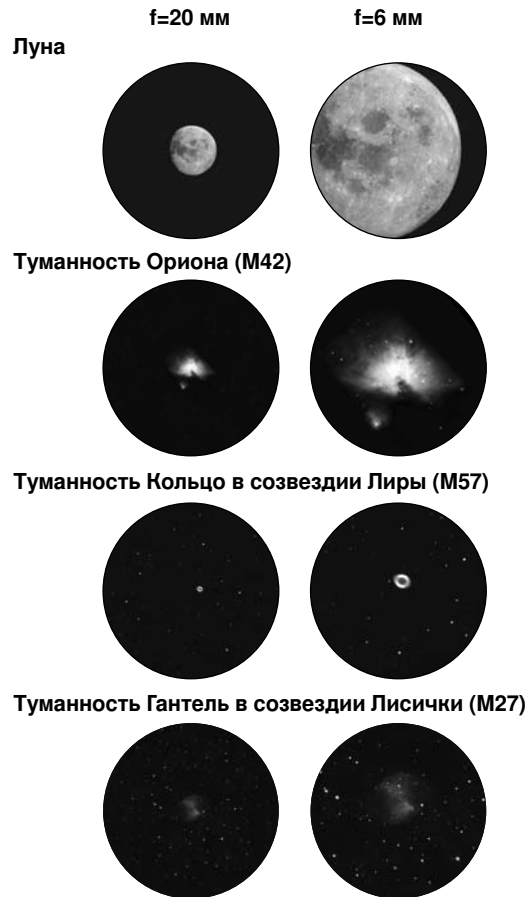 f=20 мм f=6 мм
Луна
Туманность Ориона (M42)
Туманность Кольцо в созвездии Лиры (M57)
Туманность Гантель в созвездии Лисички (M27)